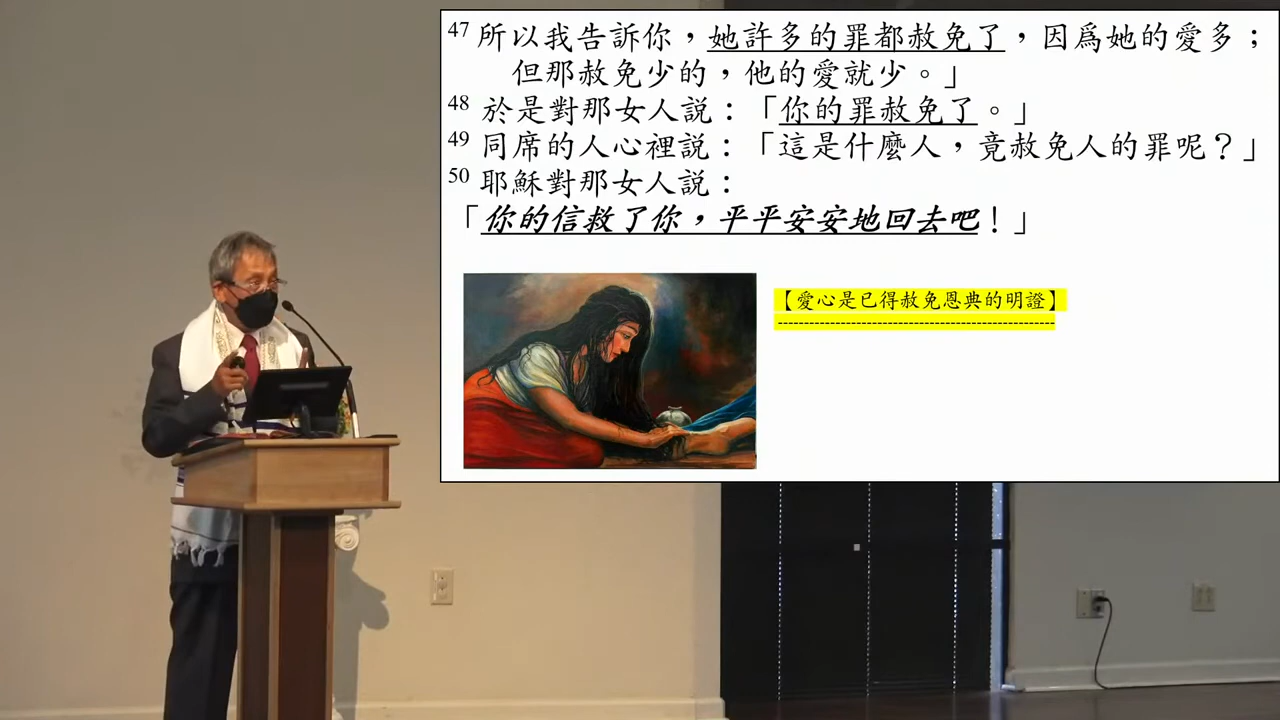 47 所以我告訴你，她許多的罪都赦免了，因爲她的愛多；
但那赦免少的，他的愛就少。」
48 於是對那女人説：「你的罪赦免了。」
49 同席的人心裡説：「這是什麼人，竟赦免人的罪呢？」
50 耶穌對那女人説：
「你的信救了你，平平安安地回去吧！」
【愛心是已得赦免恩典的明證】